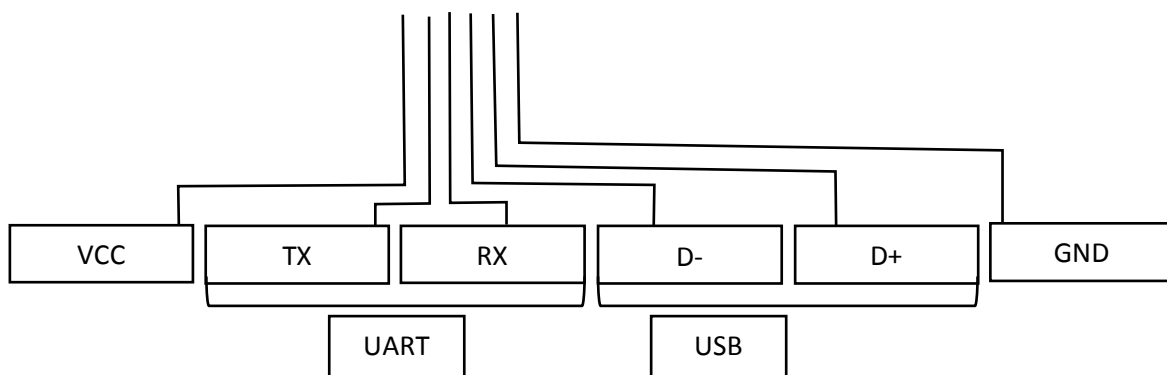 VCC TX RX D- D+ GND
UART USB